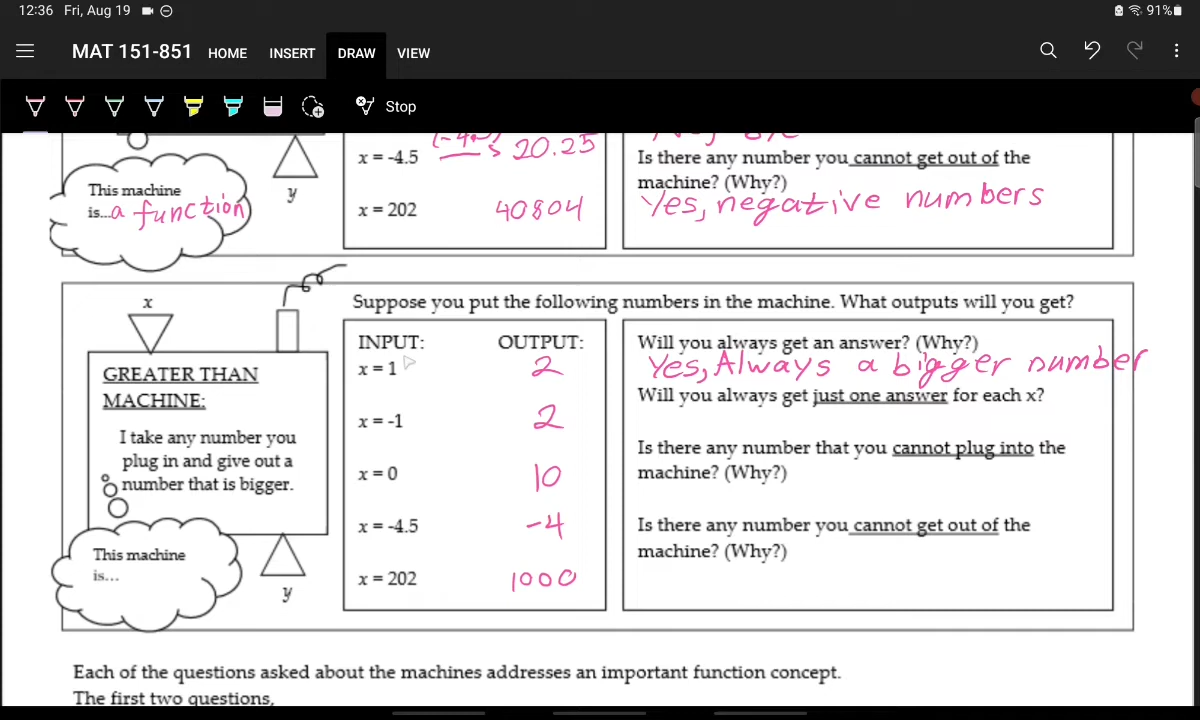 12:36 Fri, Aug 19 91%
MAT 151-851 HOME INSERT DRAW VIEW
Stop
x = -4.5 20.25
Is there any number you cannot get out of the
machine? (Why?)
This machine
is...a function
y
x = 202 40804
Yes, negative numbers
x
Suppose you put the following numbers in the machine. What outputs will you get?
GREATER THAN
MACHINE:
I take any number you
plug in and give out a
number that is bigger.
This machine
is...
y
INPUT: OUTPUT:
x = 1 2
x = -1 2
x = 0 10
x = -4.5 -4
x = 202 1000
Will you always get an answer? (Why?)
Yes, Always a bigger number
Will you always get just one answer for each x?
Is there any number that you cannot plug into the
machine? (Why?)
Is there any number you cannot get out of the
machine? (Why?)
Each of the questions asked about the machines addresses an important function concept.
The first two questions,